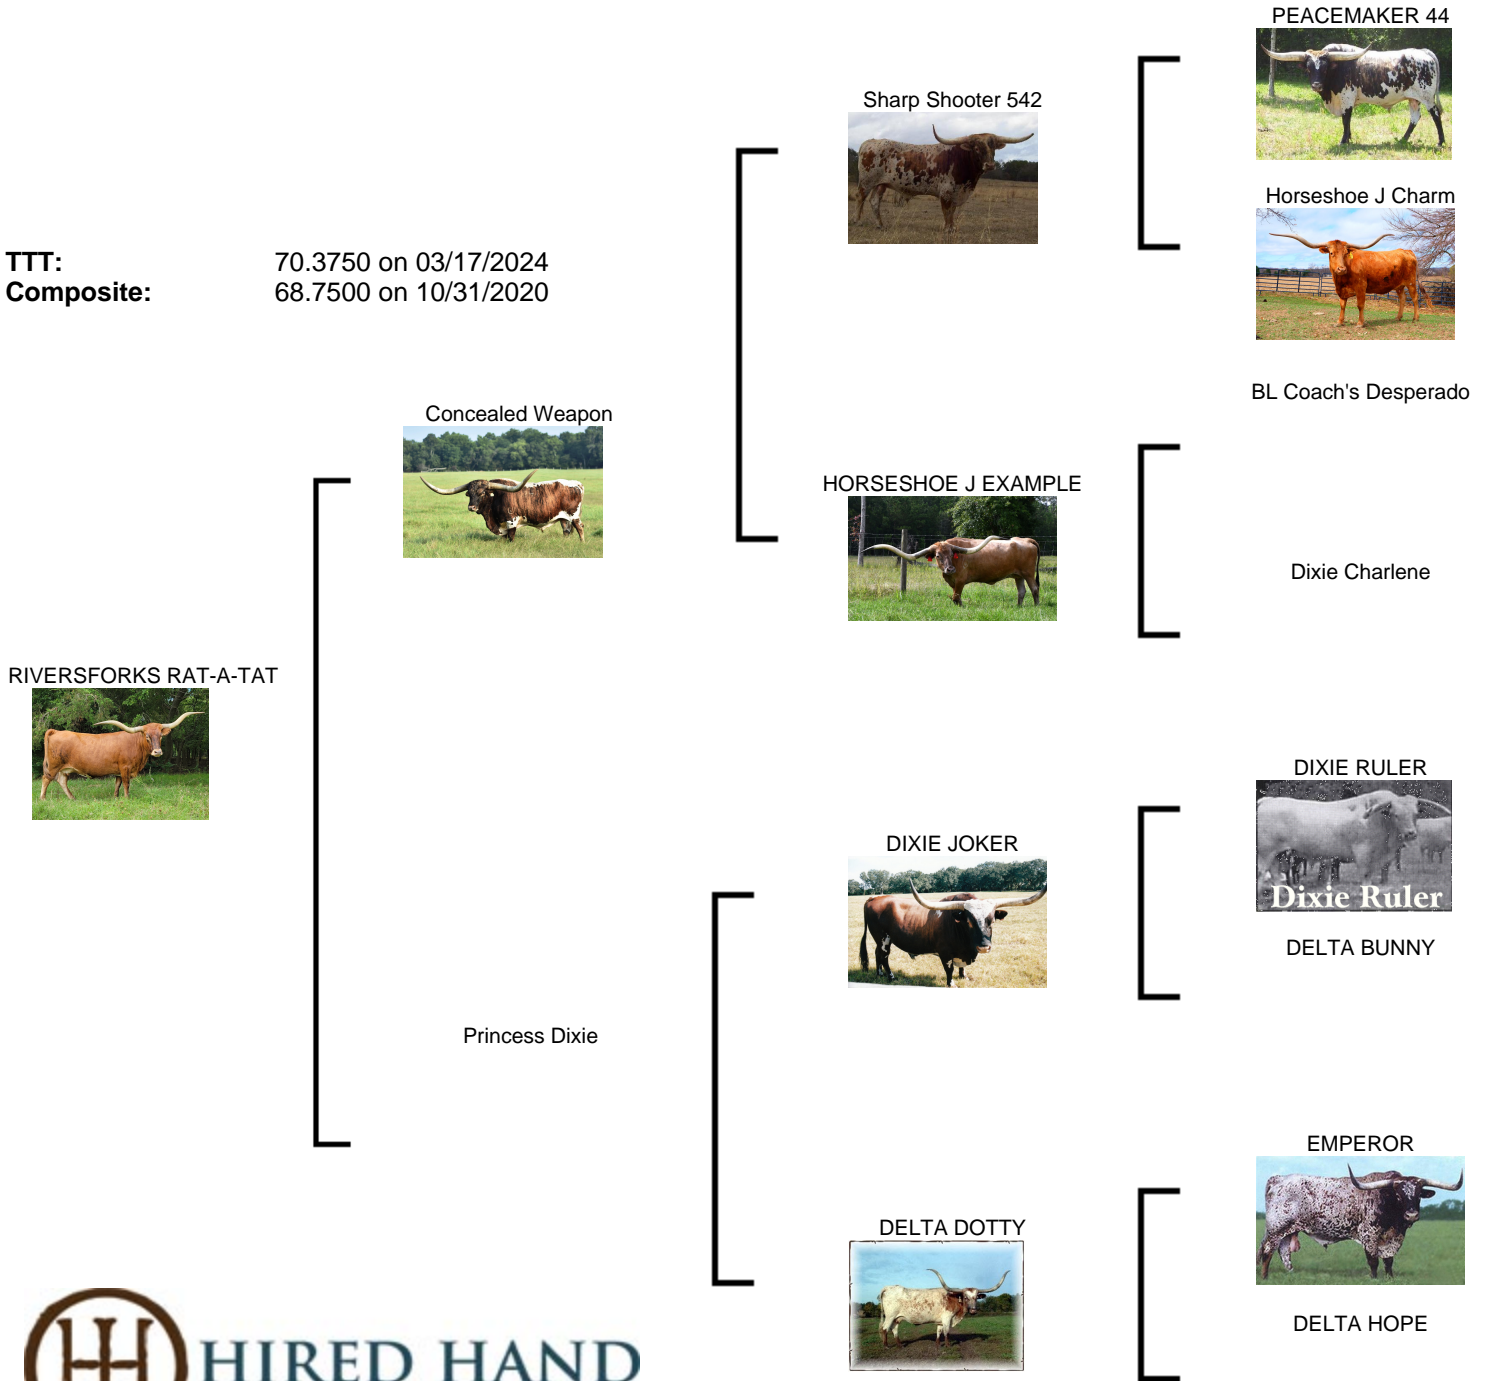 PEACEMAKER 44
Sharp Shooter 542
Horseshoe J Charm
TTT: 70.3750 on 03/17/2024
Composite: 68.7500 on 10/31/2020
BL Coach's Desperado
Concealed Weapon
HORSESHOE J EXAMPLE
Dixie Charlene
RIVERSFORKS RAT-A-TAT
DIXIE RULER
DIXIE JOKER
Dixie Ruler
DELTA BUNNY
Princess Dixie
EMPEROR
DELTA DOTTY
DELTA HOPE
HIRED HAND